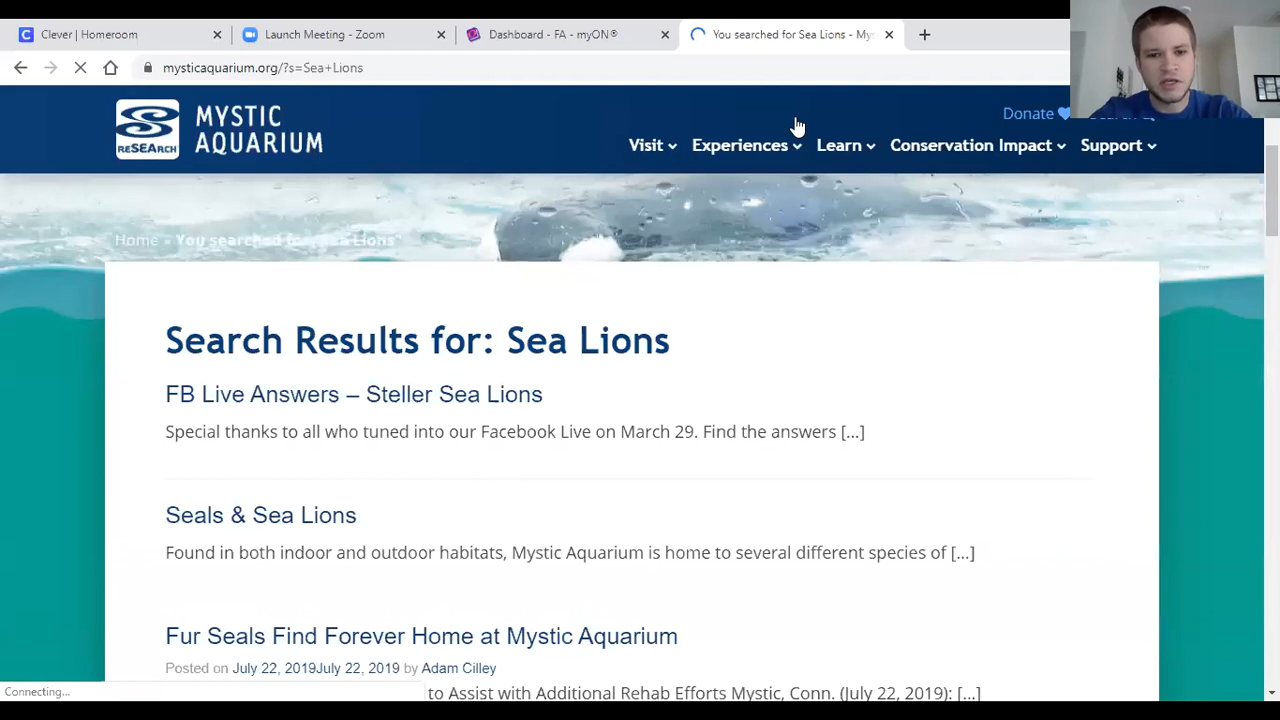 Clever | Homeroom
Launch Meeting - Zoom
Dashboard - FA - myON®
You searched for Sea Lions - My
mysticaquarium.org/?s=Sea+Lions
ReSEArch
MYSTIC
AQUARIUM
Donate
Visit
Experiences
Learn
Conservation Impact
Support
Home » You searched for "Sea Lions"
Search Results for: Sea Lions
FB Live Answers – Steller Sea Lions
Special thanks to all who tuned into our Facebook Live on March 29. Find the answers [...]
Seals & Sea Lions
Found in both indoor and outdoor habitats, Mystic Aquarium is home to several different species of [...]
Fur Seals Find Forever Home at Mystic Aquarium
Posted on July 22, 2019July 22, 2019 by Adam Cilley
to Assist with Additional Rehab Efforts Mystic, Conn. (July 22, 2019): [...]
Connecting...